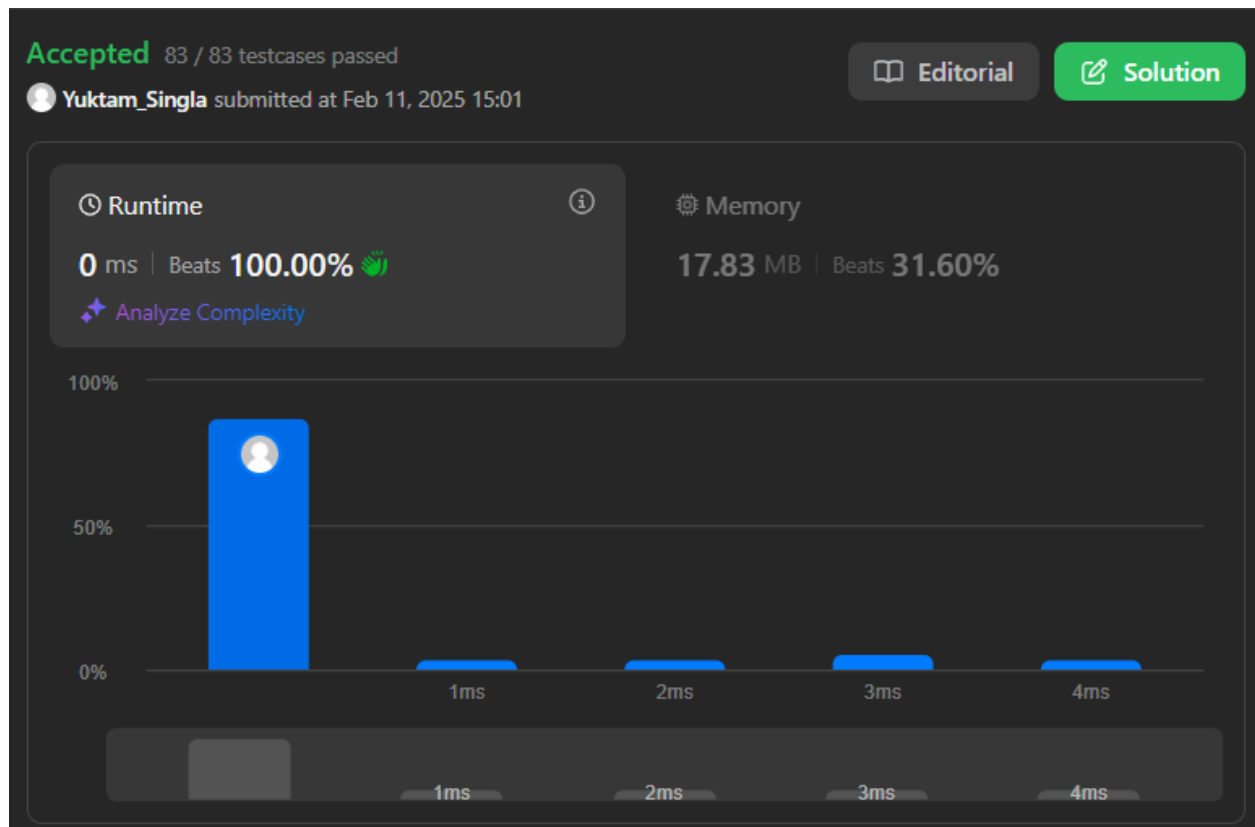 Accepted 83 / 83 testcases passed
Editorial
Solution
Yuktam_Singla submitted at Feb 11, 2025 15:01
Runtime
0 ms | Beats 100.00%
Analyze Complexity
Memory
17.83 MB | Beats 31.60%
100%
50%
0%
1ms 2ms 3ms 4ms
1ms 2ms 3ms 4ms